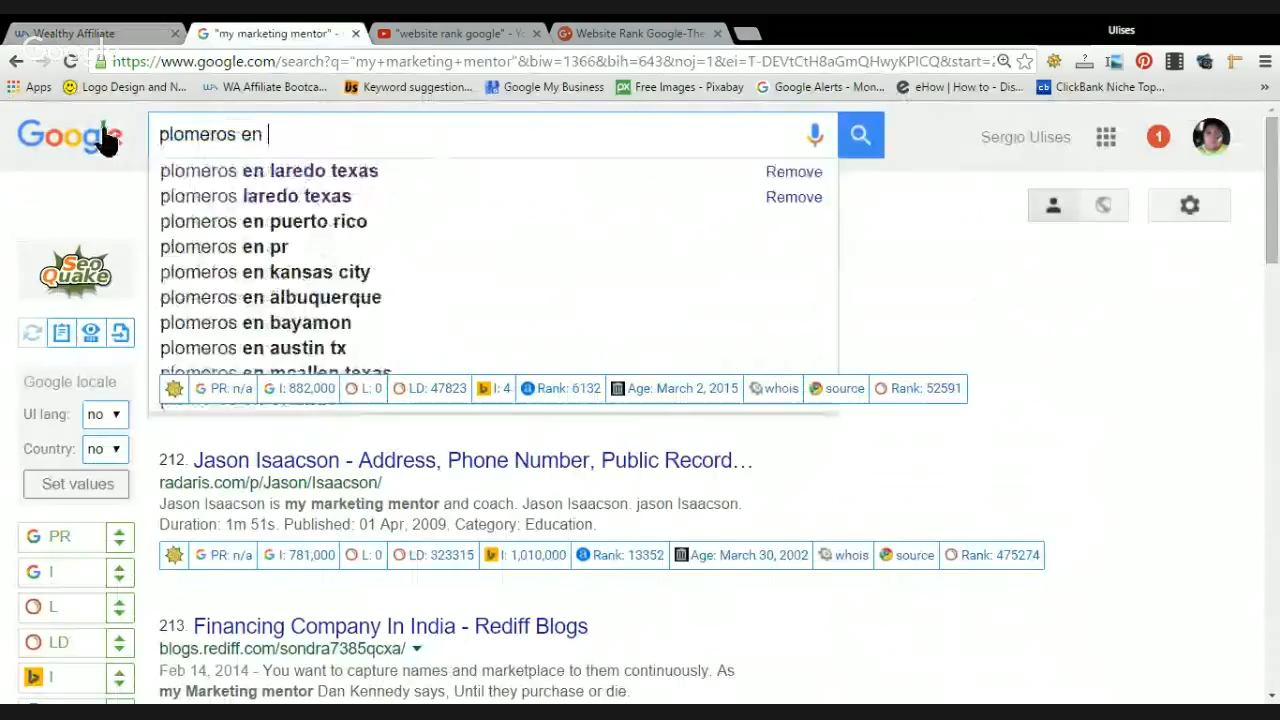 Ulises
Wealthy Affiliate
"my marketing mentor" -
"website rank google" - Yo
Website Rank Google-The
https://www.google.com/search?q="my+marketing+mentor"&biw=1366&bih=643&noj=1&ei=T-DEVtCtH8aGmQHwyKPICQ&start=2
Apps
Logo Design and N...
WA Affiliate Bootca...
Keyword suggestion...
Google My Business
Free Images - Pixabay
Google Alerts - Mon...
eHow | How to - Dis...
ClickBank Niche Top...
»
Google
plomeros en
Sergio Ulises
1
plomeros en laredo texas
Remove
plomeros laredo texas
Remove
plomeros en puerto rico
plomeros en pr
plomeros en kansas city
plomeros en albuquerque
plomeros en bayamon
plomeros en austin tx
plomeros en mcallen texas
Seo
Quake
Google locale
UI lang: no
Country: no
Set values
PR
I
L
LD
I
PR: n/a I: 882,000 L: 0 LD: 47823 I: 4 Rank: 6132 Age: March 2, 2015 whois source Rank: 52591
212. Jason Isaacson - Address, Phone Number, Public Record...
radaris.com/p/Jason/Isaacson/
Jason Isaacson is my marketing mentor and coach. Jason Isaacson. jason Isaacson.
Duration: 1m 51s. Published: 01 Apr, 2009. Category: Education.
PR: n/a I: 781,000 L: 0 LD: 323315 I: 1,010,000 Rank: 13352 Age: March 30, 2002 whois source Rank: 475274
213. Financing Company In India - Rediff Blogs
blogs.rediff.com/sondra7385qcxa/
Feb 14, 2014 - You want to capture names and marketplace to them continuously. As
my Marketing mentor Dan Kennedy says, Until they purchase or die.